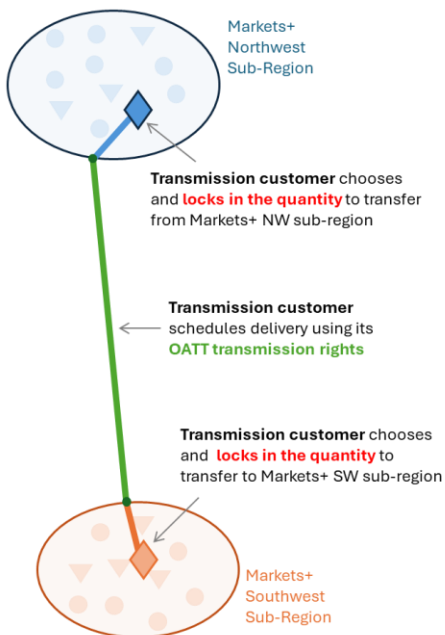 Markets+
Northwest
Sub-Region
Transmission customer chooses
and locks in the quantity to transfer
from Markets+ NW sub-region
Transmission customer
schedules delivery using its
OATT transmission rights
Transmission customer chooses
and locks in the quantity to
transfer to Markets+ SW sub-region
Markets+
Southwest
Sub-Region